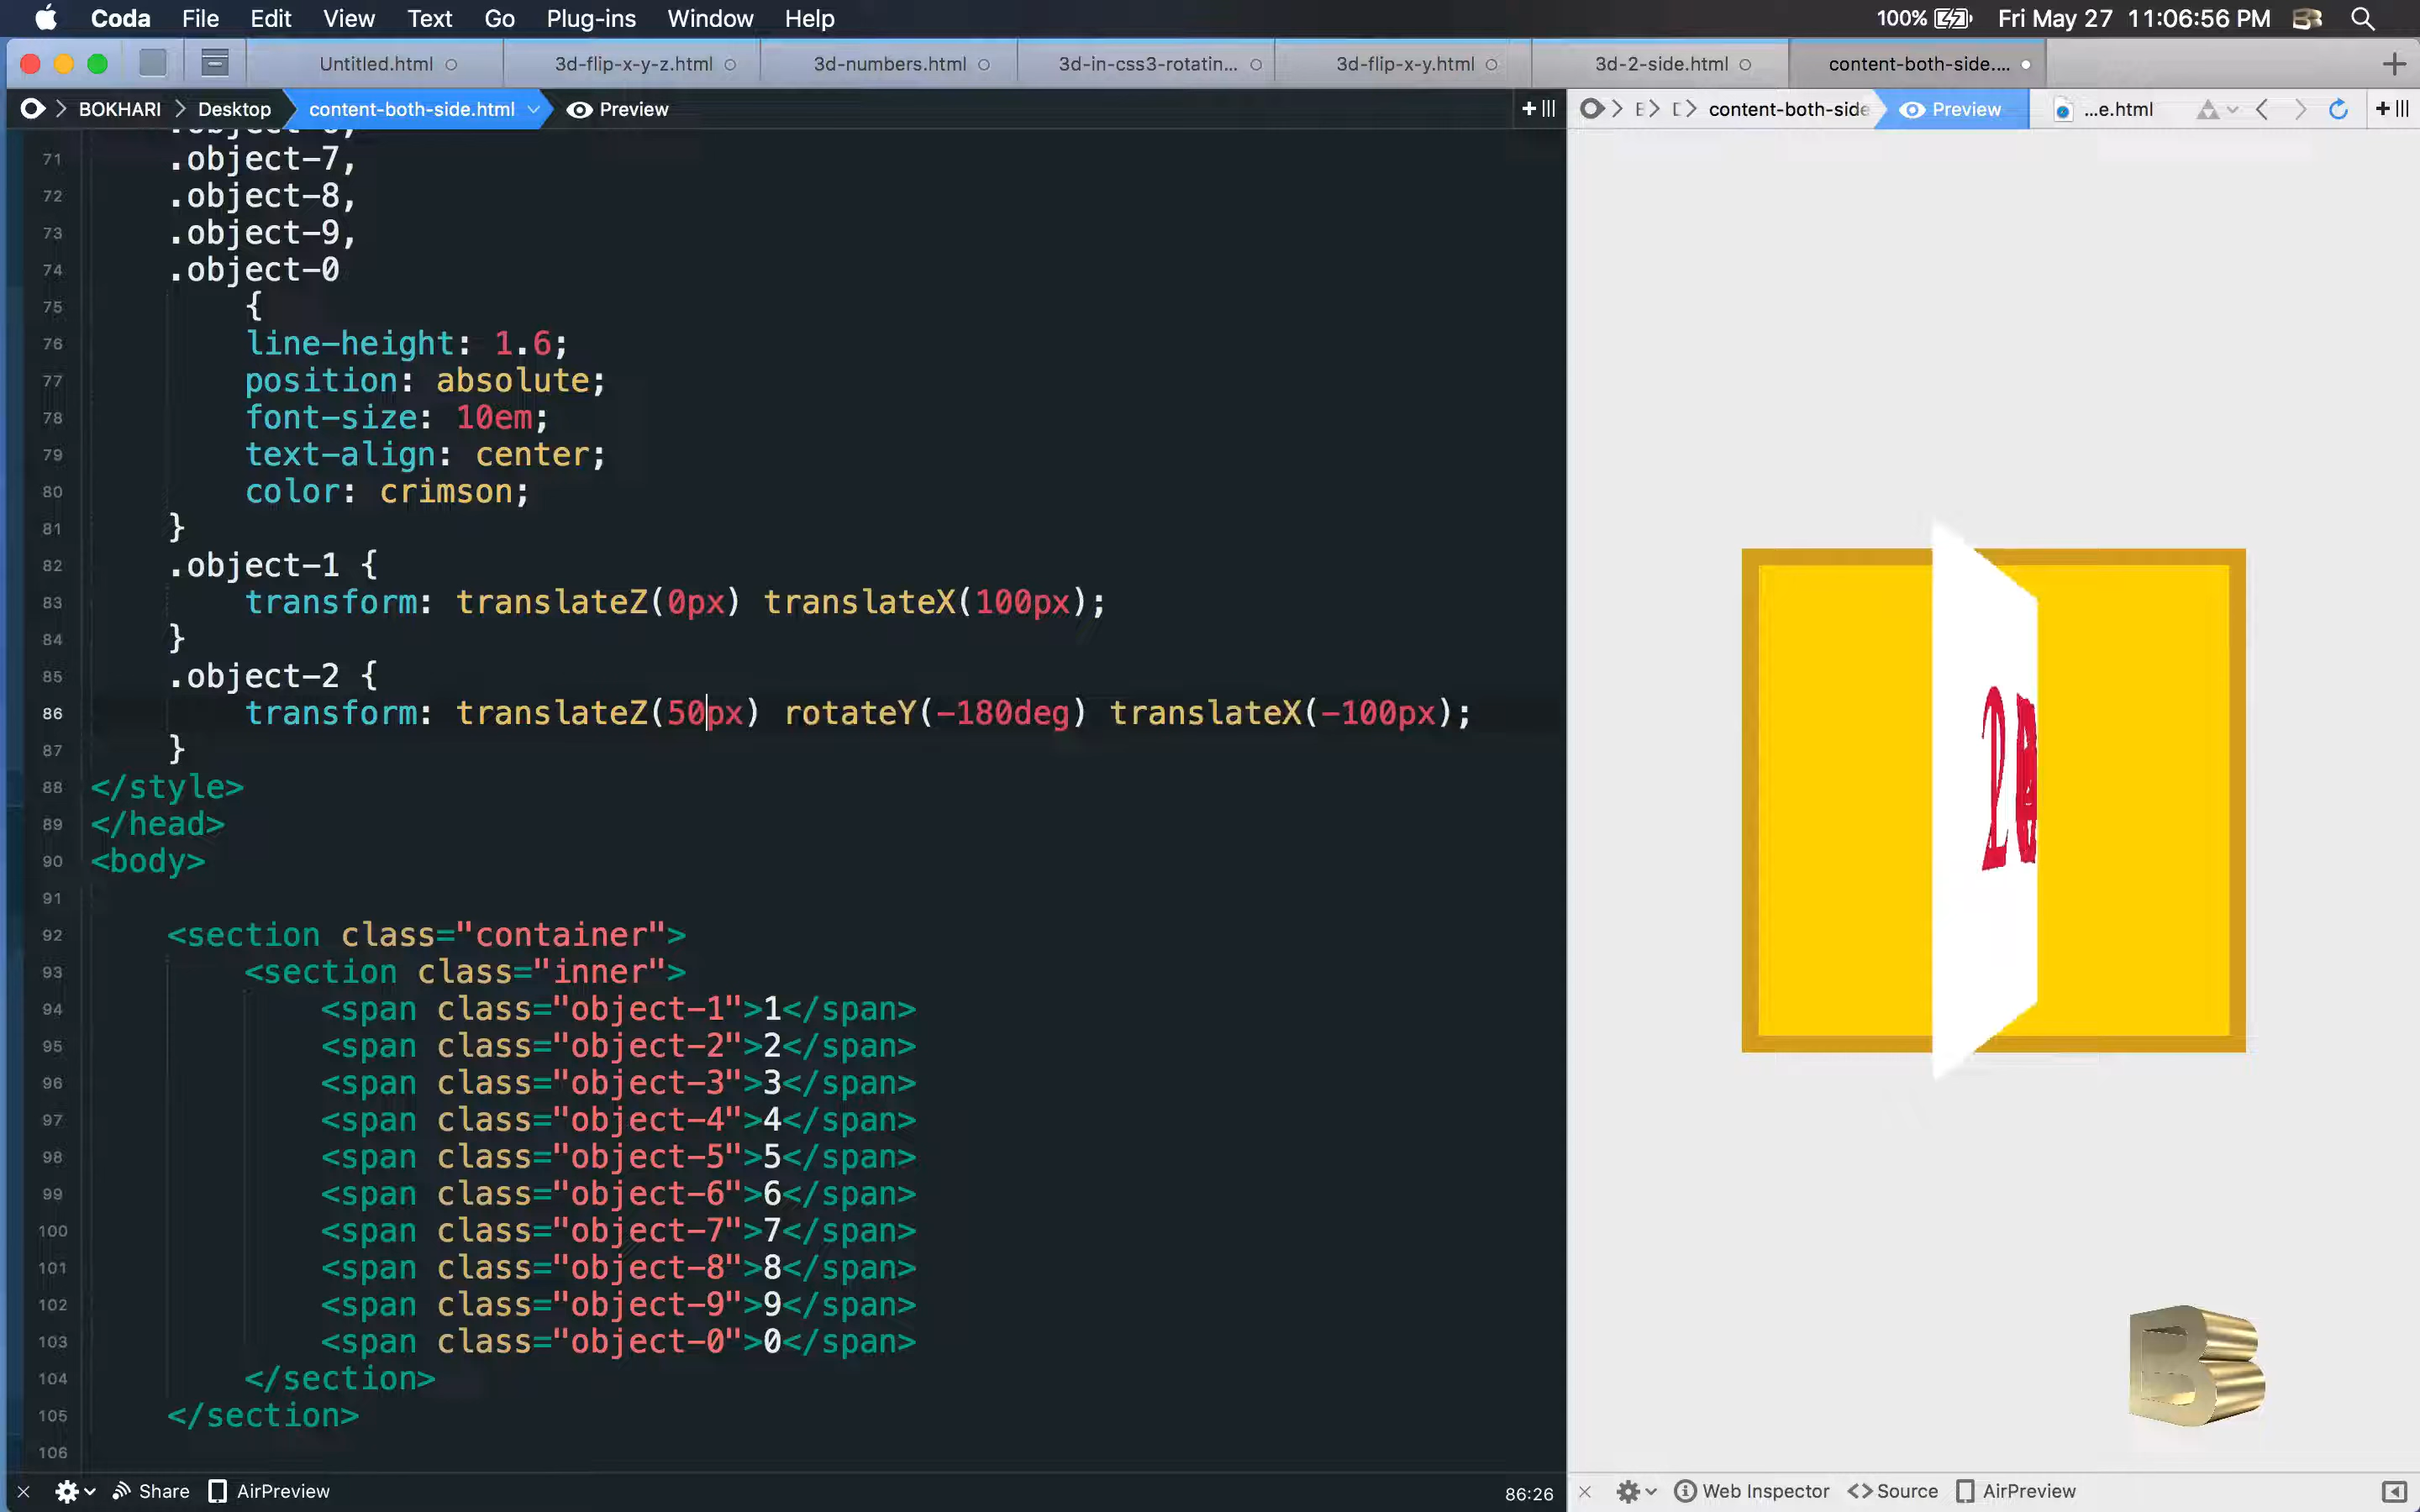 Coda File Edit View Text Go Plug-ins Window Help 100% Fri May 27 11:06:56 PM
Untitled.html 3d-flip-x-y-z.html 3d-numbers.html 3d-in-css3-rotatin... 3d-flip-x-y.html 3d-2-side.html content-both-side....
BOKHARI Desktop content-both-side.html Preview
content-both-side Preview ...e.html
71 .object-7,
72 .object-8,
73 .object-9,
74 .object-0
75 {
76 line-height: 1.6;
77 position: absolute;
78 font-size: 10em;
79 text-align: center;
80 color: crimson;
81 }
82 .object-1 {
83 transform: translateZ(0px) translateX(100px);
84 }
85 .object-2 {
86 transform: translateZ(50px) rotateY(-180deg) translateX(-100px);
87 }
88 </style>
89 </head>
90 <body>
91
92 <section class="container">
93 <section class="inner">
94 <span class="object-1">1</span>
95 <span class="object-2">2</span>
96 <span class="object-3">3</span>
97 <span class="object-4">4</span>
98 <span class="object-5">5</span>
99 <span class="object-6">6</span>
100 <span class="object-7">7</span>
101 <span class="object-8">8</span>
102 <span class="object-9">9</span>
103 <span class="object-0">0</span>
104 </section>
105 </section>
106
2
B
Share AirPreview 86:26
Web Inspector <> Source AirPreview